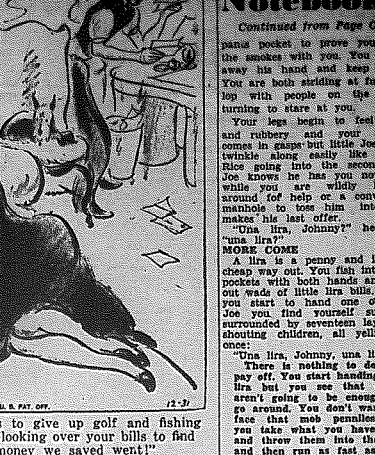 U. S. PAT. OFF.
12-31
s to give up golf and fishing
looking over your bills to find
money we saved went!"
Notebook
Continued from Page
pants pocket to prove you
the smokes with you. You
away his hand and keep
You are both striding at fu
lop with people on the
turning to stare at you.
Your legs begin to feel
and rubbery and your
comes in gasps but little Joe
twinkle along easily like
Rice going into the secon
Joe knows he has you no
while you are wildly
around for help or a conv
manhole to toss him int
makes his last offer.
"Una lira, Johnny?" he
"una lira?"
MORE COME
A lira is a penny and i
cheap way out. You fish int
pockets with both hands an
out wads of little lira bills.
you start to hand one o
Joe you find yourself su
surrounded by seventeen la
shouting children, all yelli
once:
"Una lira, Johnny, una li
There is nothing to do
pay off. You start handing
lira but you see that
aren't going to be enoug
go around. You don't wan
face that mob penniles
you take what you have
and throw them into the
and then run as fast as